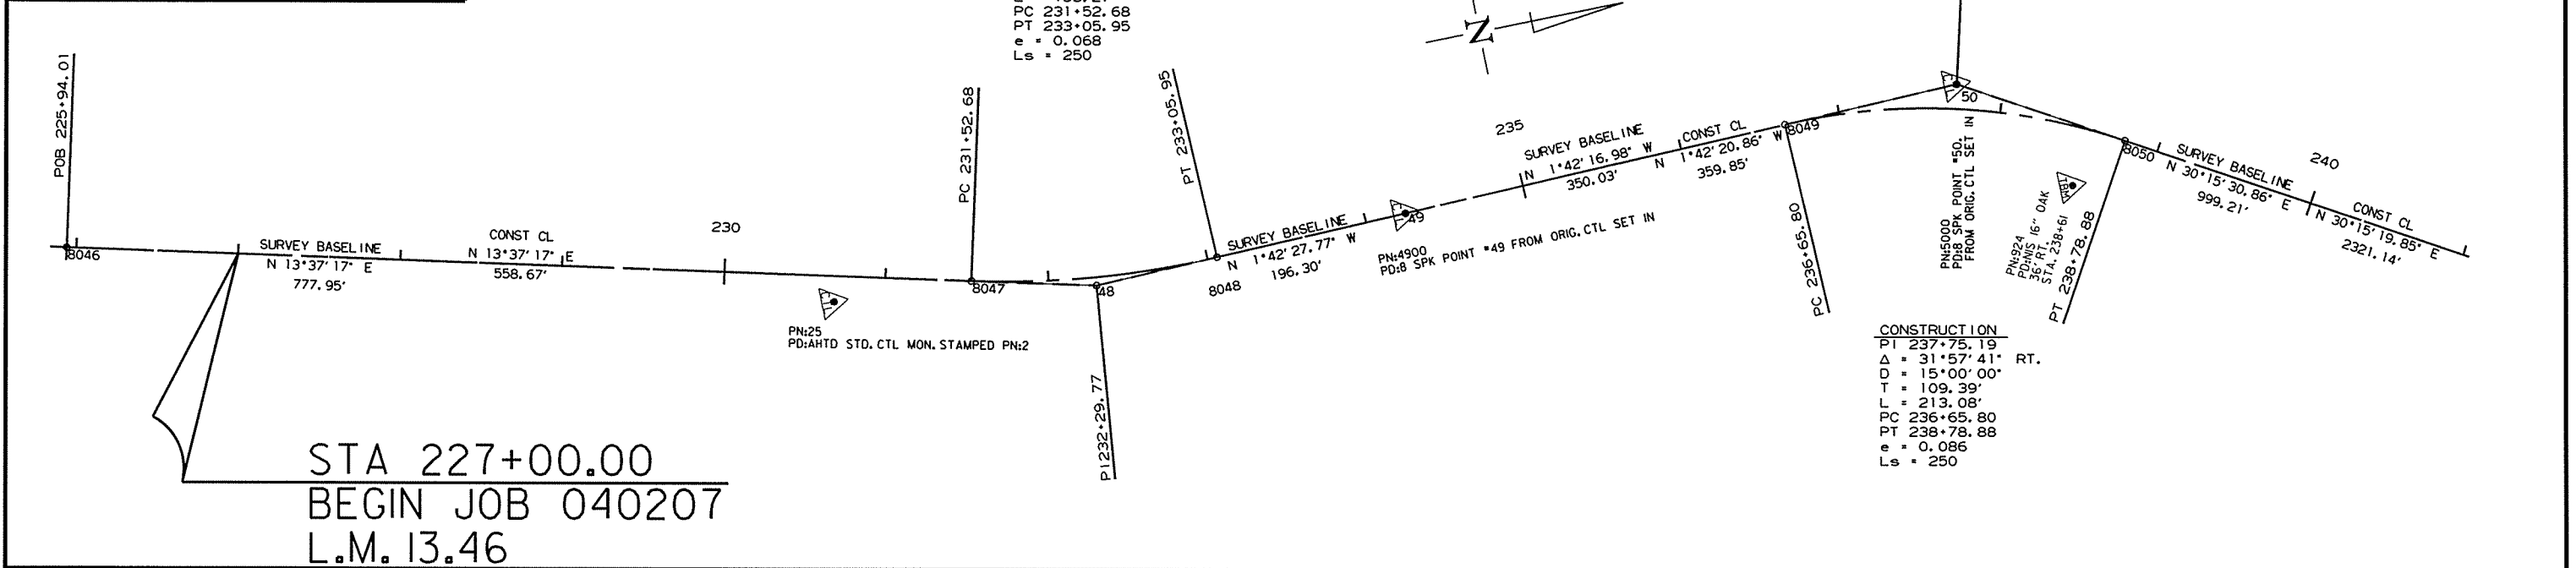 PC 231+52.68
PT 233+05.95
e = 0.068
Ls = 250
N
POB 225+94.01
8046
SURVEY BASELINE
N 13°37'17" E
777.95'
CONST CL
N 13°37'17" E
558.67'
230
PC 231+52.68
8047
PN:25
PD:AHTD STD. CTL MON. STAMPED PN:2
48
PI 232+29.77
PT 233+05.95
8048
SURVEY BASELINE
N 1°42'27.77" W
196.30'
49
PN:4900
PD:8 SPK POINT #49 FROM ORIG. CTL SET IN
235
SURVEY BASELINE
N 1°42'16.98" W
350.03'
CONST CL
N 1°42'20.86" W
359.85'
8049
PC 236+65.80
50
PN:5000
PD:8 SPK POINT #50.
FROM ORIG. CTL SET IN
TBM
PN:924
PD:NIS 16" OAK
36' RT.
STA. 238+61
PT 238+78.88
8050
SURVEY BASELINE
N 30°15'30.86" E
999.21'
240
CONST CL
N 30°15'19.85" E
2321.14'
CONSTRUCTION
PI 237+75.19
Δ = 31°57'41" RT.
D = 15°00'00"
T = 109.39'
L = 213.08'
PC 236+65.80
PT 238+78.88
e = 0.086
Ls = 250
STA 227+00.00
BEGIN JOB 040207
L.M. 13.46